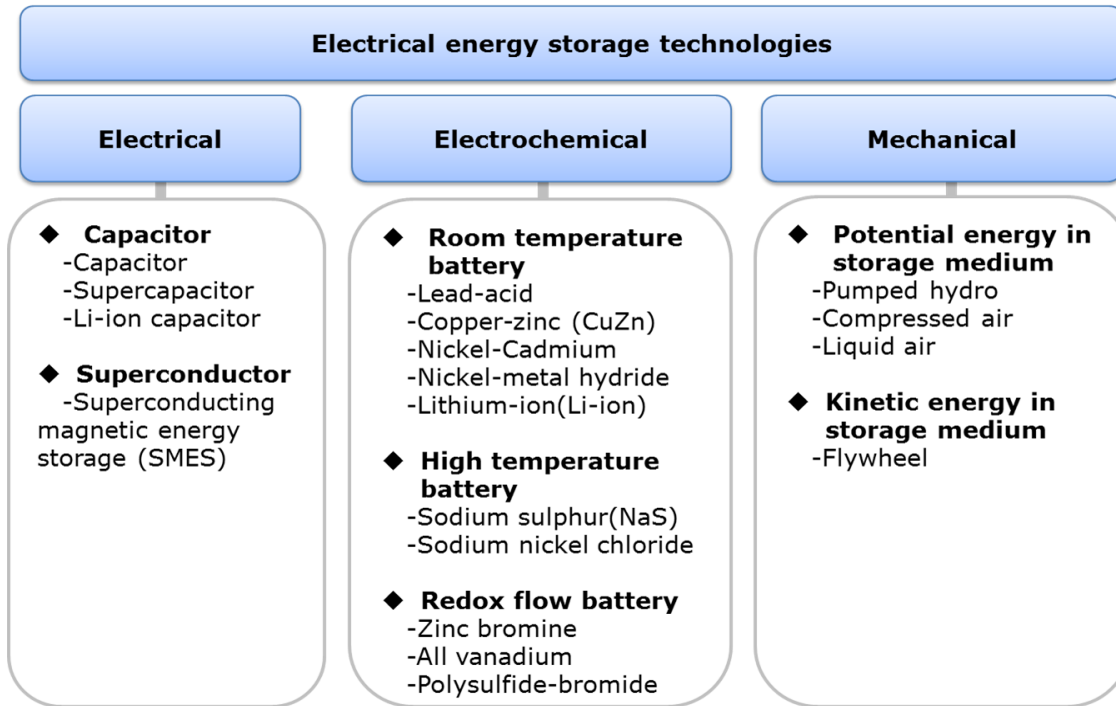 Electrical energy storage technologies
Electrical
◆ Capacitor
-Capacitor
-Supercapacitor
-Li-ion capacitor
◆ Superconductor
-Superconducting
magnetic energy
storage (SMES)
Electrochemical
◆ Room temperature
battery
-Lead-acid
-Copper-zinc (CuZn)
-Nickel-Cadmium
-Nickel-metal hydride
-Lithium-ion(Li-ion)
◆ High temperature
battery
-Sodium sulphur(NaS)
-Sodium nickel chloride
◆ Redox flow battery
-Zinc bromine
-All vanadium
-Polysulfide-bromide
Mechanical
◆ Potential energy in
storage medium
-Pumped hydro
-Compressed air
-Liquid air
◆ Kinetic energy in
storage medium
-Flywheel